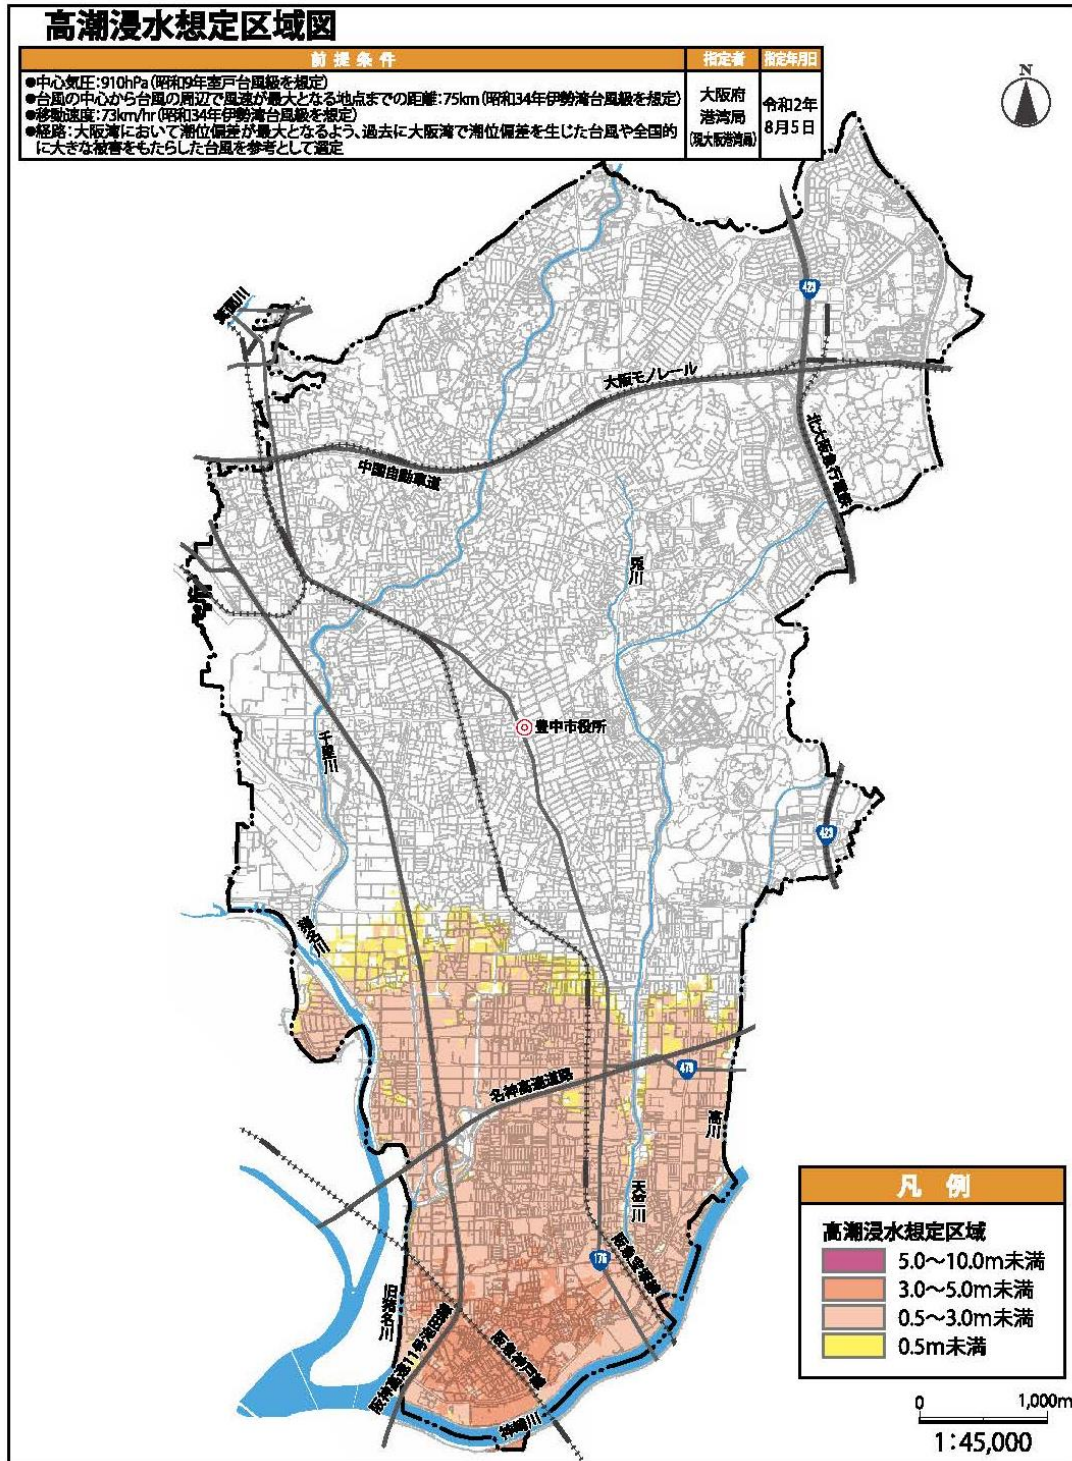 高潮浸水想定区域図
前提条件
指定者
指定年月日
●中心気圧:910hPa(昭和9年室戸台風級を想定)
●台風の中心から台風の周辺で風速が最大となる地点までの距離:75km(昭和34年伊勢湾台風級を想定)
●移動速度:73km/hr(昭和34年伊勢湾台風級を想定)
●経路:大阪湾において潮位偏差が最大となるよう、過去に大阪湾で潮位偏差を生じた台風や全国的
に大きな被害をもたらした台風を参考として選定
大阪府
港湾局
(現大阪港湾局)
令和2年
8月5日
N
箕面川
423
大阪モノレール
中国自動車道
北大阪急行電鉄
兎川
豊中市役所
千里川
423
猪名川
名神高速道路
479
高川
天竺川
176
阪急宝塚線
旧猪名川
阪神高速11号池田線
阪急神戸線
神崎川
凡例
高潮浸水想定区域
5.0~10.0m未満
3.0~5.0m未満
0.5~3.0m未満
0.5m未満
0
1,000m
1:45,000